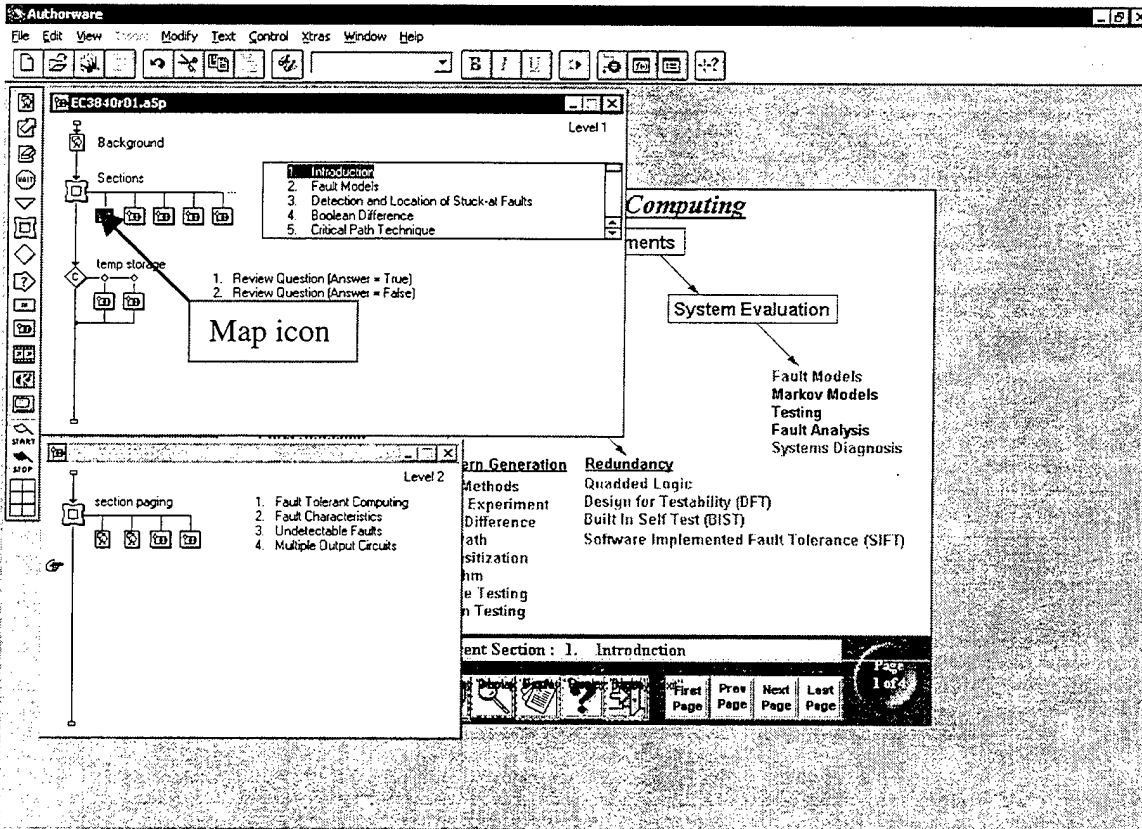 Authorware
File Edit View Insert Modify Text Control Xtras Window Help
B I U
EC3840r01.a5p
Level 1
Background
Sections
1. Introduction
2. Fault Models
3. Detection and Location of Stuck-at Faults
4. Boolean Difference
5. Critical Path Technique
temp storage
1. Review Question (Answer = True)
2. Review Question (Answer = False)
Map icon
WAIT
START
STOP
Computing
ments
System Evaluation
Fault Models
Markov Models
Testing
Fault Analysis
Systems Diagnosis
Level 2
section paging
1. Fault Tolerant Computing
2. Fault Characteristics
3. Undetectable Faults
4. Multiple Output Circuits
ern Generation
Methods
Experiment
Difference
ath
sitization
hm
e Testing
n Testing
Redundancy
Quadded Logic
Design for Testability (DFT)
Built In Self Test (BIST)
Software Implemented Fault Tolerance (SIFT)
ent Section : 1. Introduction
First Page
Prev Page
Next Page
Last Page
Page
1 of 4